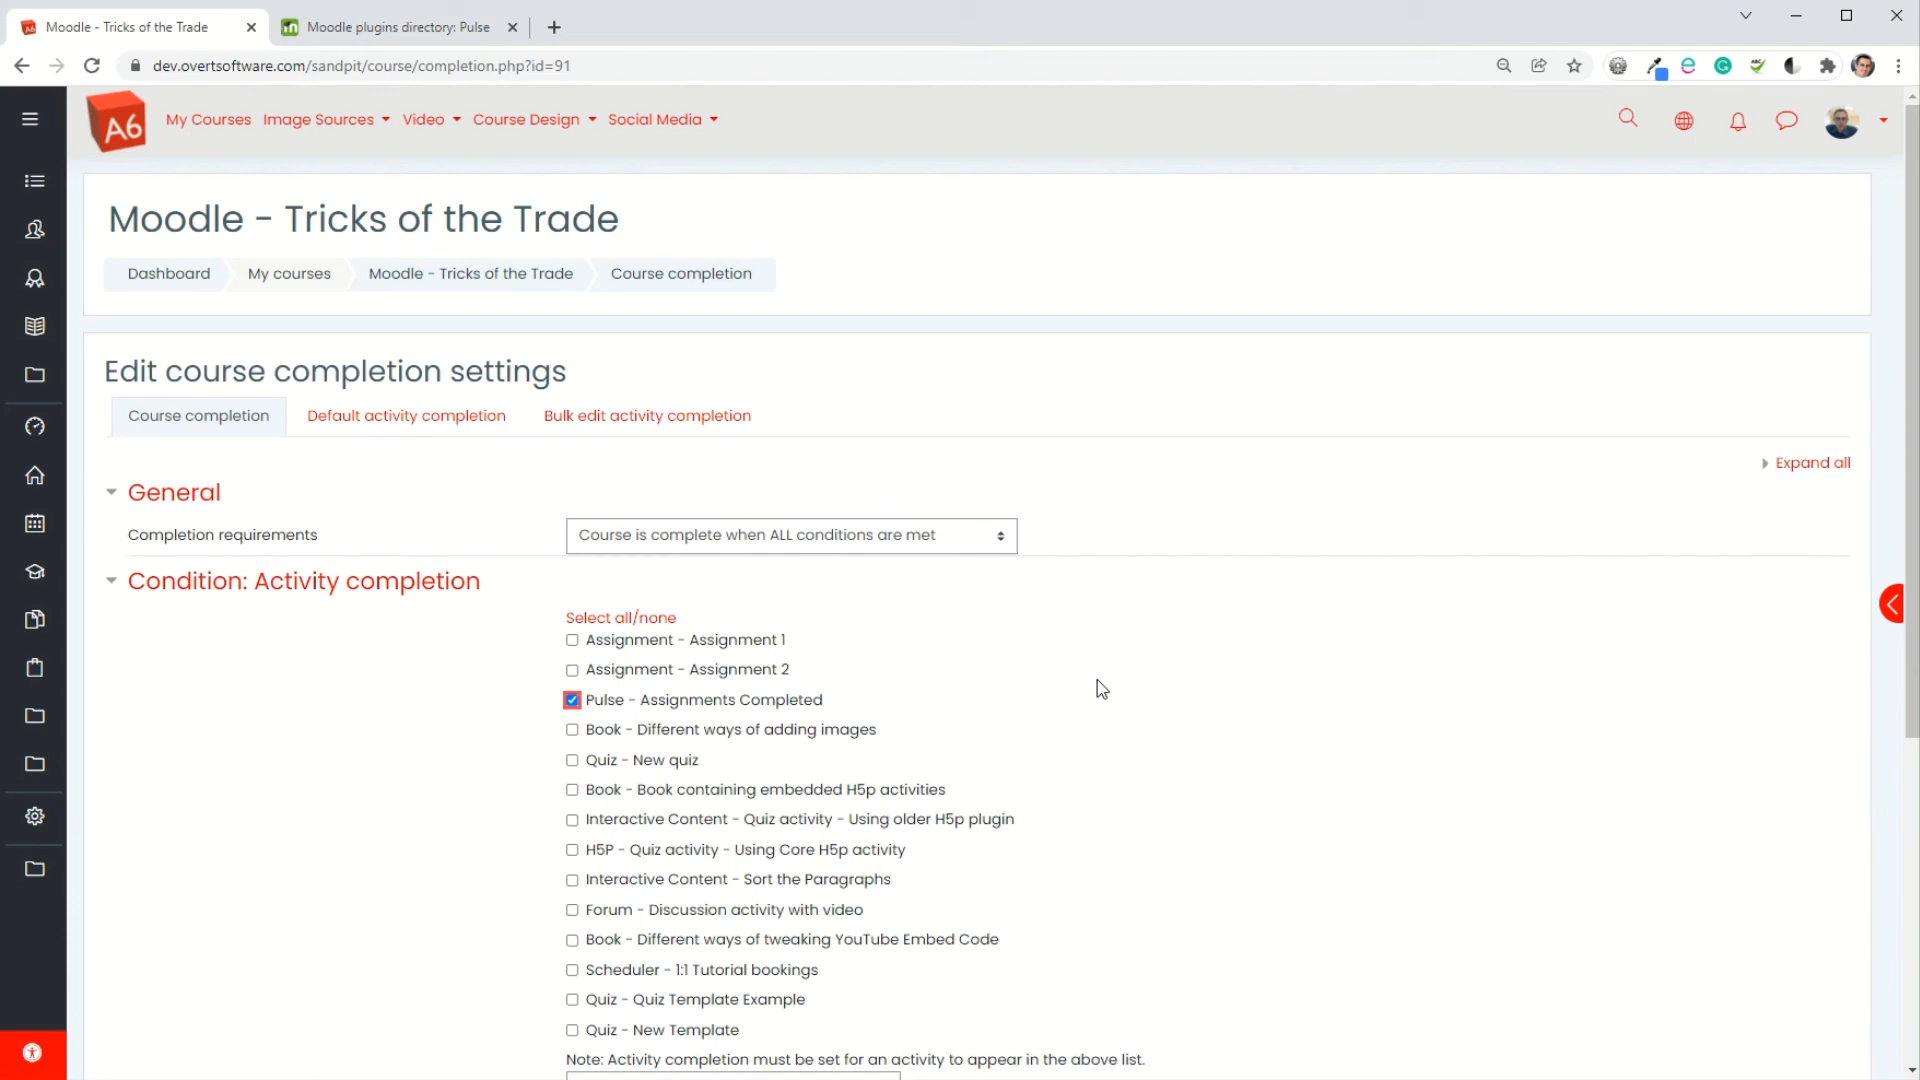 Moodle - Tricks of the Trade
Moodle plugins directory: Pulse
dev.overtsoftware.com/sandpit/course/completion.php?id=91
A6
My Courses Image Sources Video Course Design Social Media
Moodle - Tricks of the Trade
Dashboard My courses Moodle - Tricks of the Trade Course completion
Edit course completion settings
Course completion Default activity completion Bulk edit activity completion
Expand all
General
Completion requirements Course is complete when ALL conditions are met
Condition: Activity completion
Select all/none
Assignment - Assignment 1
Assignment - Assignment 2
Pulse - Assignments Completed
Book - Different ways of adding images
Quiz - New quiz
Book - Book containing embedded H5p activities
Interactive Content - Quiz activity - Using older H5p plugin
H5P - Quiz activity - Using Core H5p activity
Interactive Content - Sort the Paragraphs
Forum - Discussion activity with video
Book - Different ways of tweaking YouTube Embed Code
Scheduler - 1:1 Tutorial bookings
Quiz - Quiz Template Example
Quiz - New Template
Note: Activity completion must be set for an activity to appear in the above list.